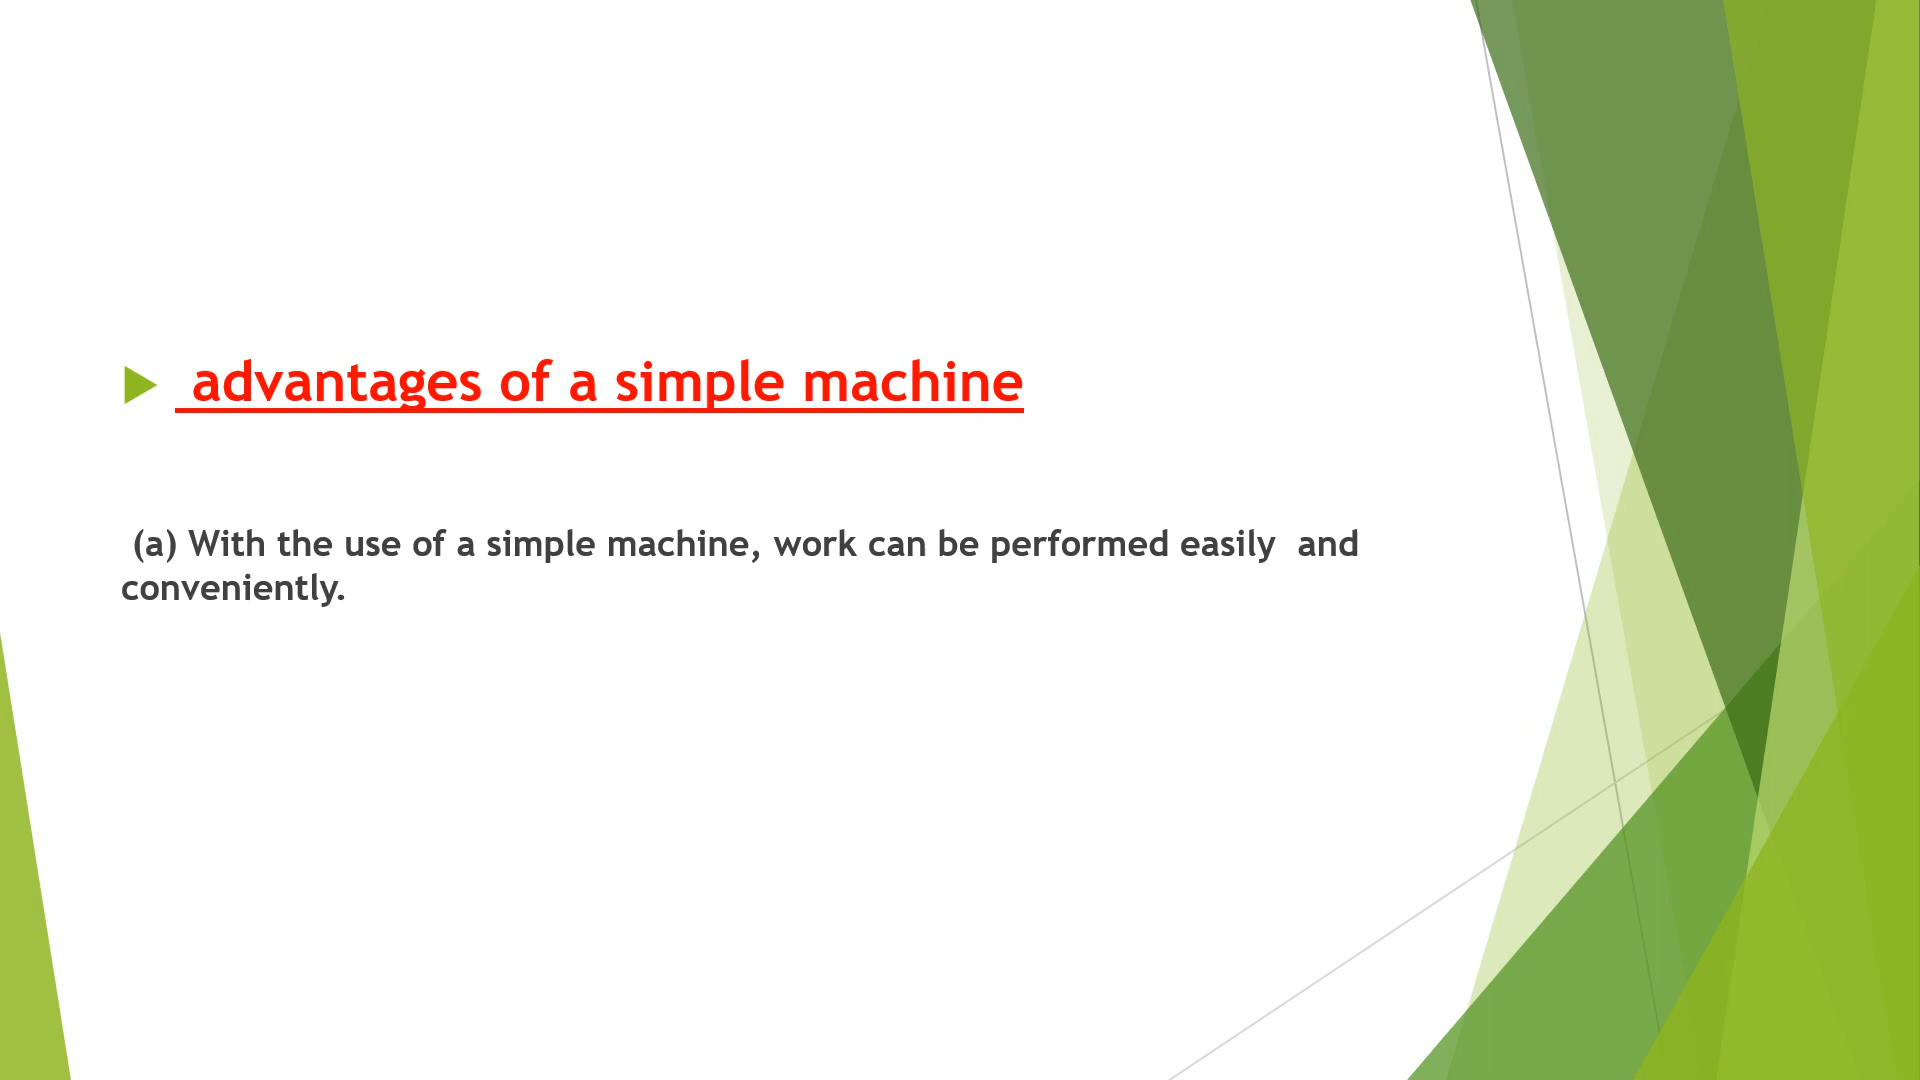 advantages of a simple machine
(a) With the use of a simple machine, work can be performed easily and
conveniently.